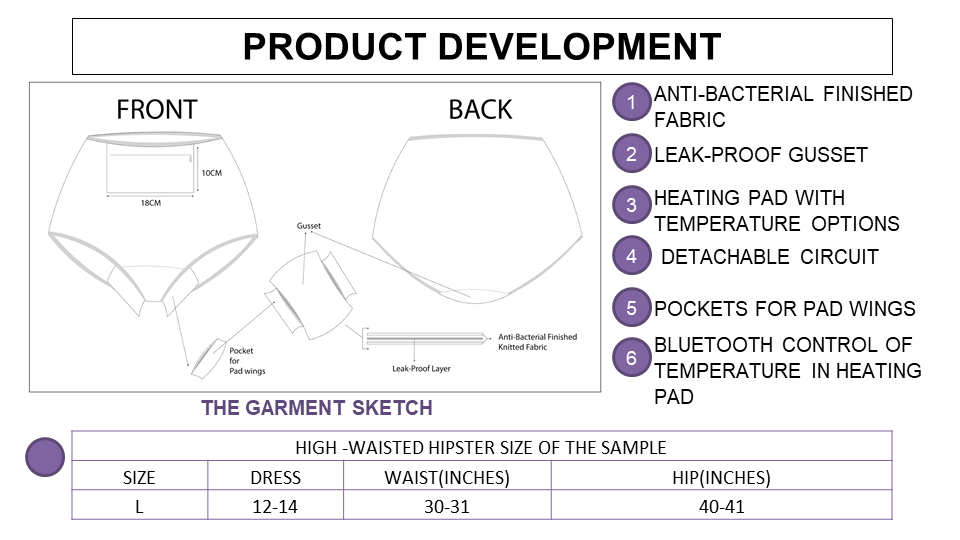 PRODUCT DEVELOPMENT
FRONT
BACK
10CM
18CM
Gusset
Pocket
for
Pad wings
Anti-Bacterial Finished
Knitted Fabric
Leak-Proof Layer
THE GARMENT SKETCH
1 ANTI-BACTERIAL FINISHED
FABRIC
2 LEAK-PROOF GUSSET
3 HEATING PAD WITH
TEMPERATURE OPTIONS
4 DETACHABLE CIRCUIT
5 POCKETS FOR PAD WINGS
6 BLUETOOTH CONTROL OF
TEMPERATURE IN HEATING
PAD
HIGH -WAISTED HIPSTER SIZE OF THE SAMPLE
SIZE DRESS WAIST(INCHES) HIP(INCHES)
L 12-14 30-31 40-41